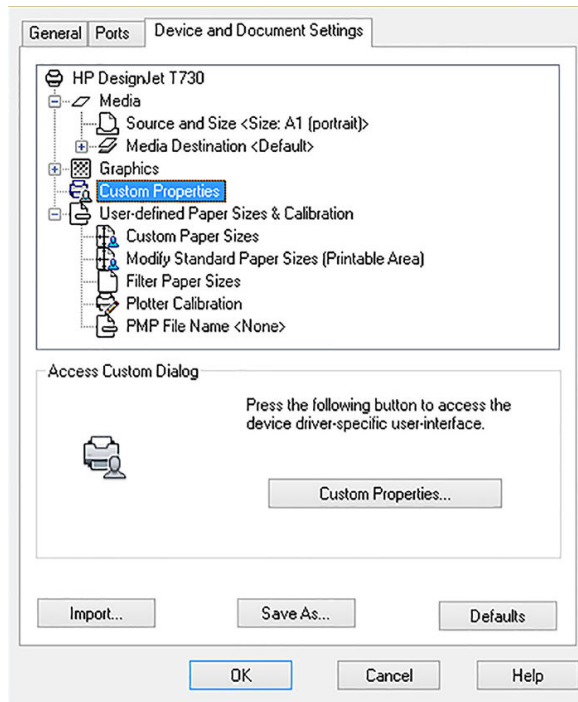 General Ports Device and Document Settings
HP DesignJet T730
Media
Source and Size <Size: A1 (portrait)>
Media Destination <Default>
Graphics
Custom Properties
User-defined Paper Sizes & Calibration
Custom Paper Sizes
Modify Standard Paper Sizes (Printable Area)
Filter Paper Sizes
Plotter Calibration
PMP File Name <None>
Access Custom Dialog
Press the following button to access the
device driver-specific user-interface.
Custom Properties...
Import... Save As... Defaults
OK Cancel Help